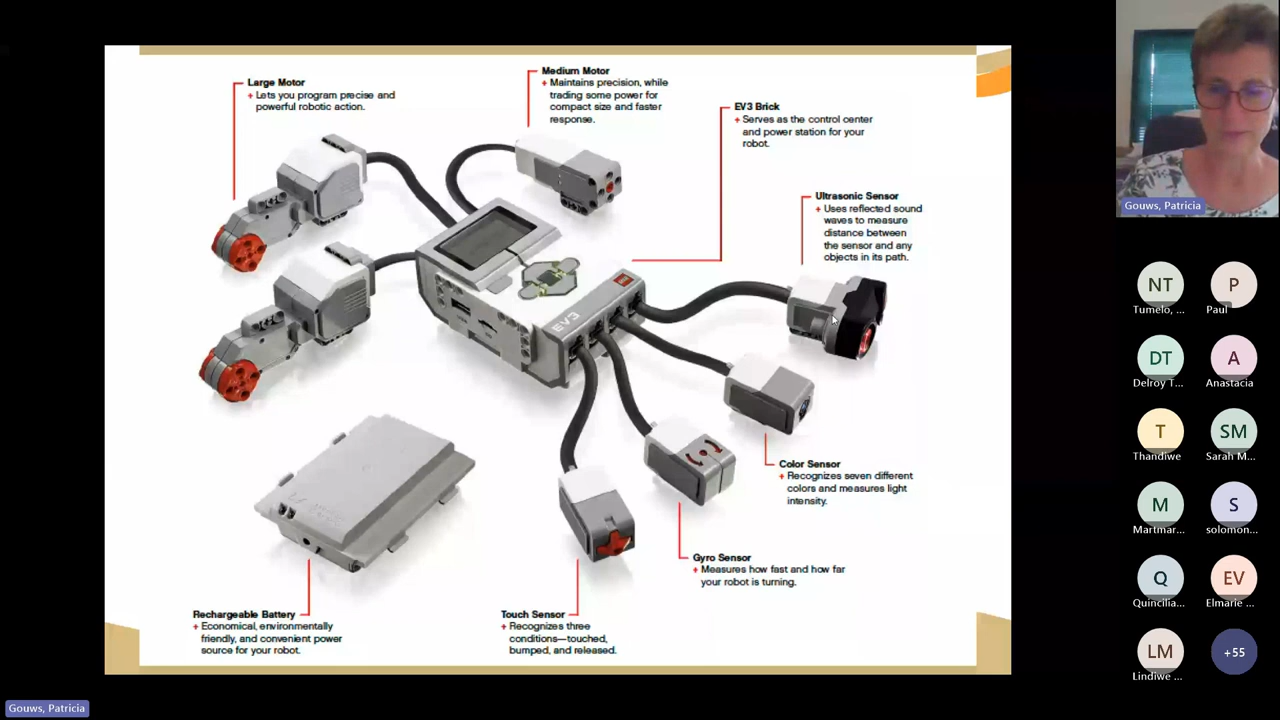 Large Motor
+ Lets you program precise and
powerful robotic action.
Medium Motor
+ Maintains precision, while
trading some power for
compact size and faster
response.
EV3 Brick
+ Serves as the control center
and power station for your
robot.
Ultrasonic Sensor
+ Uses reflected sound
waves to measure
distance between
the sensor and any
objects in its path.
EV3
Color Sensor
+ Recognizes seven different
colors and measures light
intensity.
Gyro Sensor
+ Measures how fast and how far
your robot is turning.
Touch Sensor
+ Recognizes three
conditions—touched,
bumped, and released.
Rechargeable Battery
+ Economical, environmentally
friendly, and convenient power
source for your robot.
Gouws, Patricia
NT
Tumelo, ...
P
Paul
DT
Delroy T...
A
Anastacia
T
Thandiwe
SM
Sarah M...
M
Martmar...
S
solomon...
Q
Quincilia...
EV
Elmarie ...
LM
Lindiwe ...
+55
Gouws, Patricia